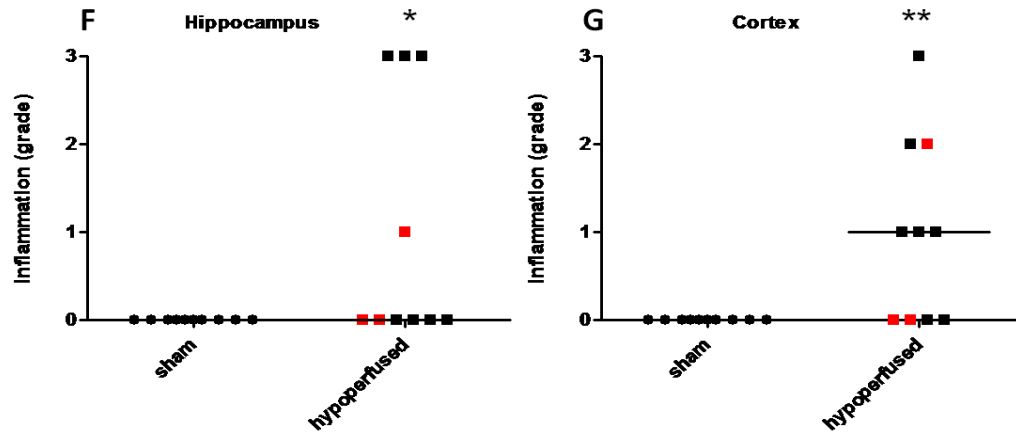 F Hippocampus *
Inflammation (grade)
3
2
1
0
sham
hypoperfused
G Cortex **
Inflammation (grade)
3
2
1
0
sham
hypoperfused